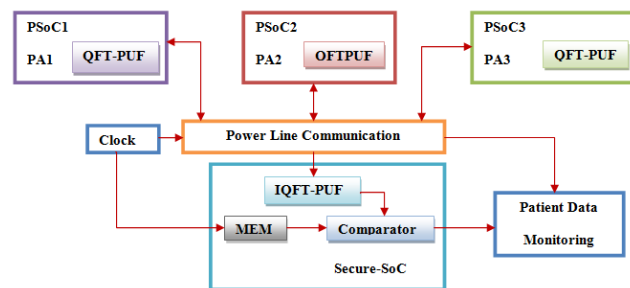 PSoC1
PA1
QFT-PUF
PSoC2
PA2
OFTPUF
PSoC3
PA3
QFT-PUF
Clock
Power Line Communication
IQFT-PUF
MEM
Comparator
Secure-SoC
Patient Data
Monitoring